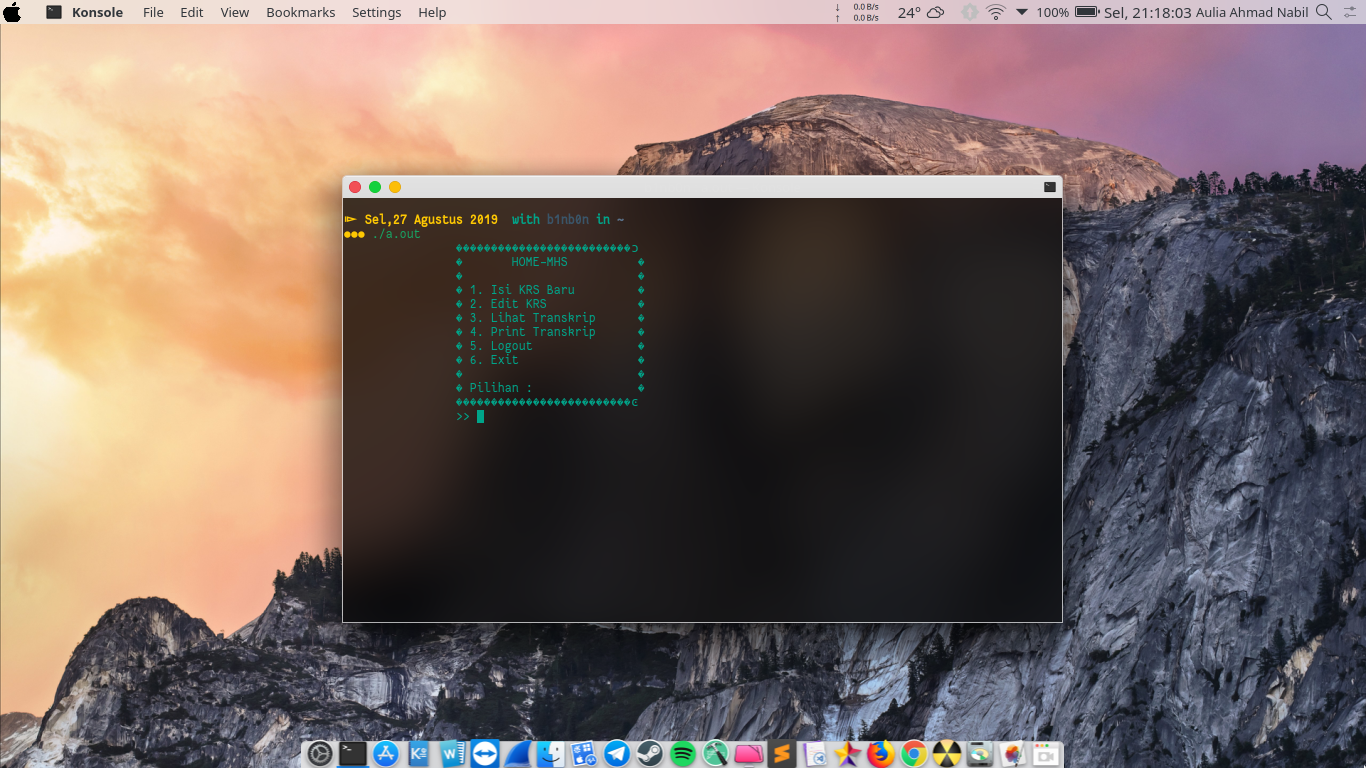 Konsole File Edit View Bookmarks Settings Help ↓ 0.0 B/s ↑ 0.0 B/s 24° 100% Sel, 21:18:03 Aulia Ahmad Nabil
Sel,27 Agustus 2019 with b1nb0n in ~
●●● ./a.out
�������������������������ↄ
� HOME-MHS �
� �
� 1. Isi KRS Baru �
� 2. Edit KRS �
� 3. Lihat Transkrip �
� 4. Print Transkrip �
� 5. Logout �
� 6. Exit �
� �
� Pilihan : �
�������������������������Ͼ
>>